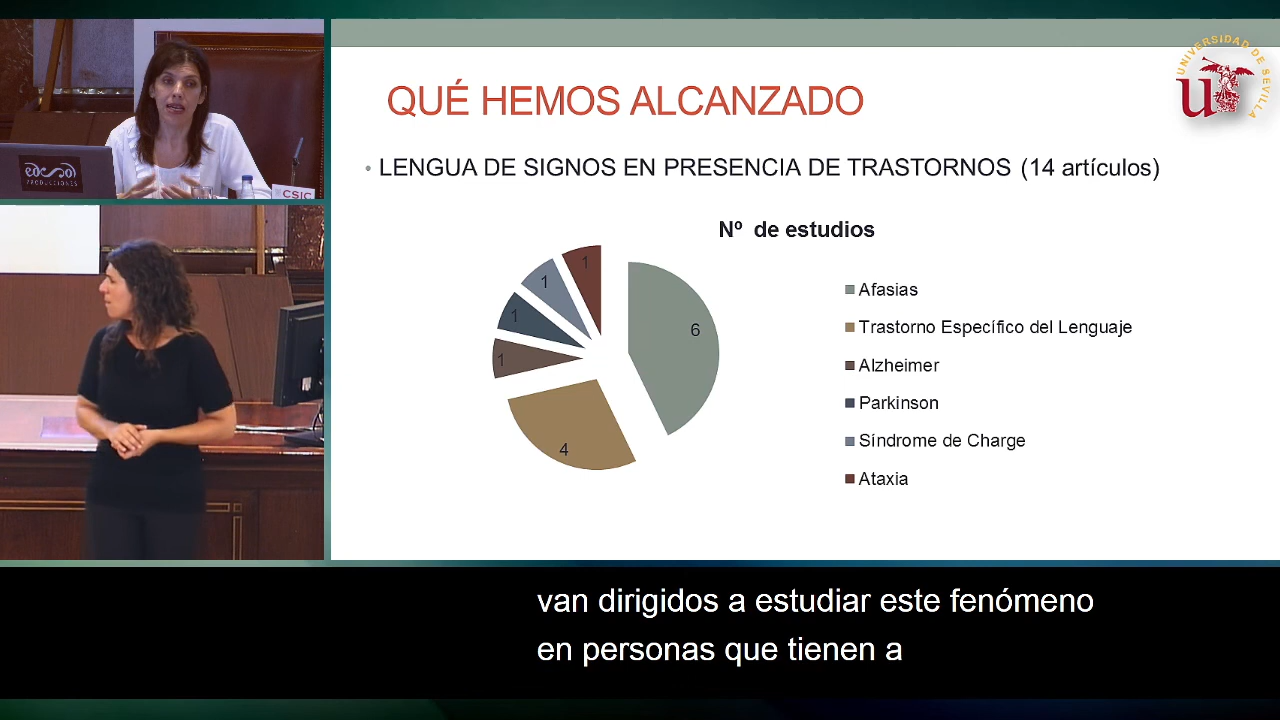 QUÉ HEMOS ALCANZADO
• LENGUA DE SIGNOS EN PRESENCIA DE TRASTORNOS (14 artículos)
Nº de estudios
1
1
1
1
6
4
Afasias
Trastorno Específico del Lenguaje
Alzheimer
Parkinson
Síndrome de Charge
Ataxia
UNIVERSIDAD DE SEVILLA
u
PRODUCCIONES
CSIC
van dirigidos a estudiar este fenómeno
en personas que tienen a